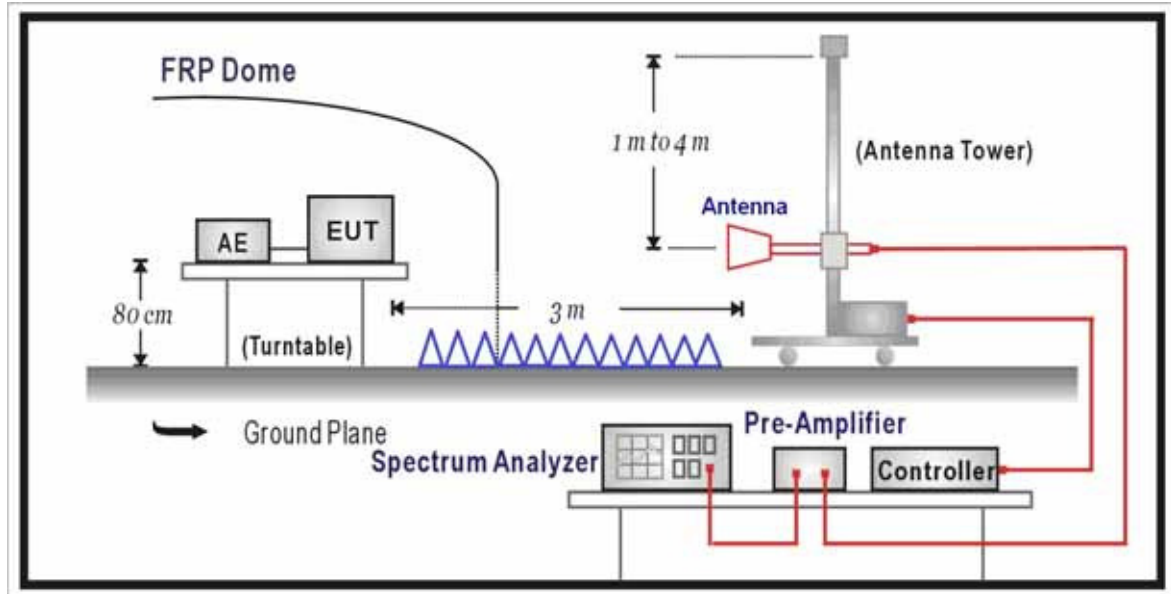 FRP Dome
1 m to 4 m
(Antenna Tower)
Antenna
AE
EUT
80 cm
(Turntable)
3 m
Ground Plane
Spectrum Analyzer
Pre-Amplifier
Controller